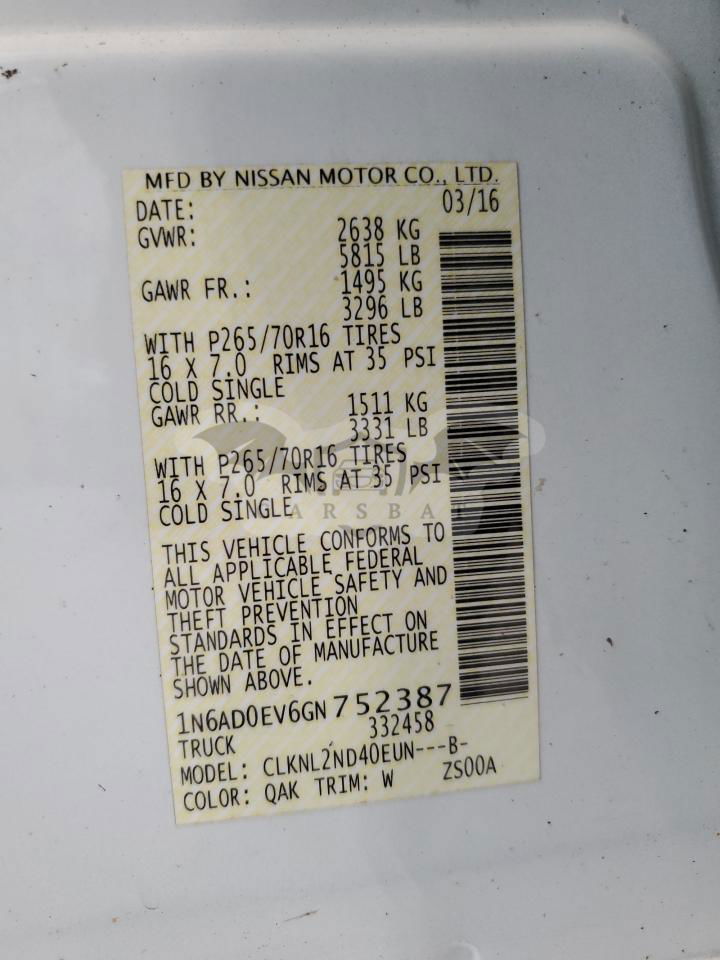 MFD BY NISSAN MOTOR CO., LTD.
DATE: 03/16
GVWR: 2638 KG
5815 LB
GAWR FR.: 1495 KG
3296 LB
WITH P265/70R16 TIRES
16 X 7.0 RIMS AT 35 PSI
COLD SINGLE
GAWR RR.: 1511 KG
3331 LB
WITH P265/70R16 TIRES
16 X 7.0 RIMS AT 35 PSI
COLD SINGLE
ARSBAT
THIS VEHICLE CONFORMS TO
ALL APPLICABLE FEDERAL
MOTOR VEHICLE SAFETY AND
THEFT PREVENTION
STANDARDS IN EFFECT ON
THE DATE OF MANUFACTURE
SHOWN ABOVE.
1N6AD0EV6GN752387
332458
TRUCK
MODEL: CLKNL2ND40EUN---B-
ZS00A
COLOR: QAK TRIM: W